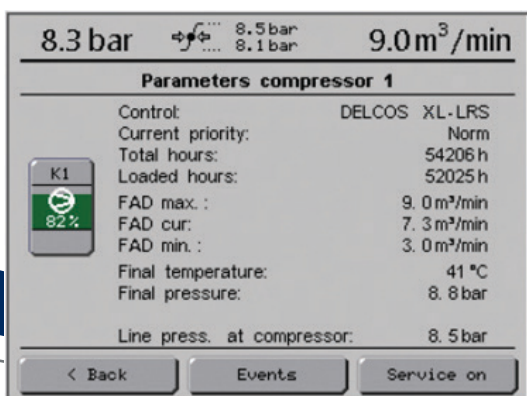 8.3 bar 8.5 bar 9.0 m³/min
8.1 bar
Parameters compressor 1
Control: DELCOS XL-LRS
Current priority: Norm
Total hours: 54206 h
K1 Loaded hours: 52025 h
FAD max. : 9. 0 m³/min
82% FAD cur: 7. 3 m³/min
FAD min. : 3. 0 m³/min
Final temperature: 41 °C
Final pressure: 8. 8 bar
Line press. at compressor: 8. 5 bar
< Back Events Service on